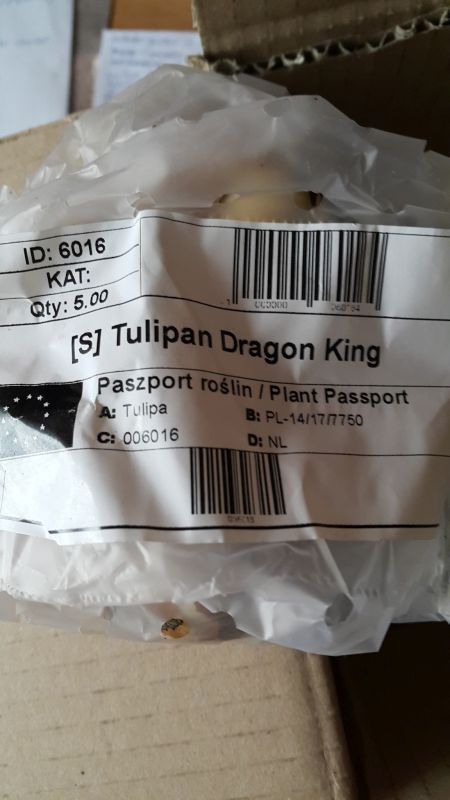 ID: 6016
KAT:
Qty: 5.00
[S] Tulipan Dragon King
Paszport roślin / Plant Passport
A: Tulipa B: PL-14/17/7750
C: 006016 D: NL